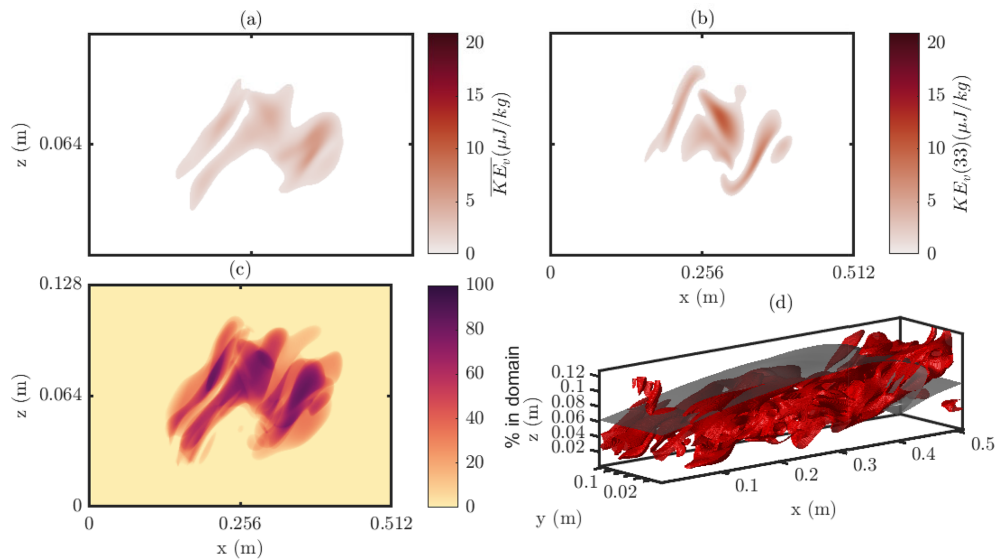 (a)
z (m)
0.064
20
15
10
5
0
$\overline{KE_v}(\mu J/kg)$
(b)
0
0.256
0.512
x (m)
20
15
10
5
0
$KE_v(33)(\mu J/kg)$
(c)
z (m)
0.128
0.064
0
0
0.256
0.512
x (m)
100
80
60
40
20
0
% in domain
(d)
z (m)
0.12
0.1
0.08
0.06
0.04
0.02
0.1
0.02
y (m)
0.1
0.2
0.3
0.4
0.5
x (m)